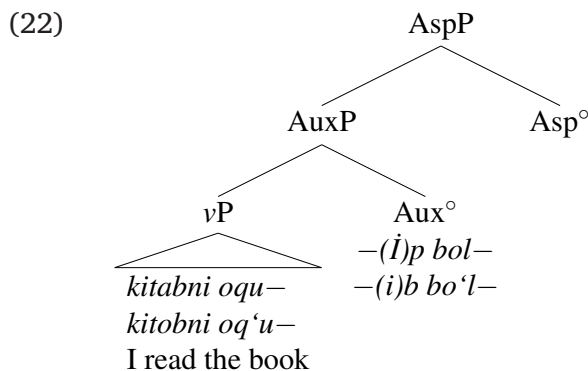 (22)
AspP
AuxP Asp°
vP Aux°
–(İ)p bol–
kitabni oqu– –(i)b bo‘l–
kitobni oq‘u–
I read the book